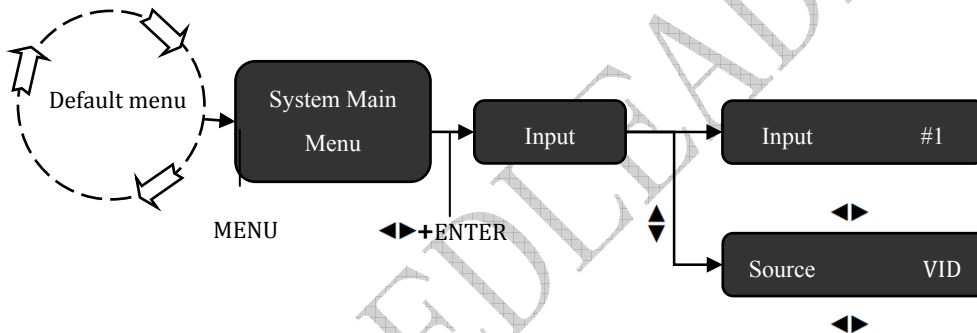 Default menu
System Main
Menu
Input
Input #1
MENU
◀▶+ENTER
▲▼
◀▶
Source VID
◀▶